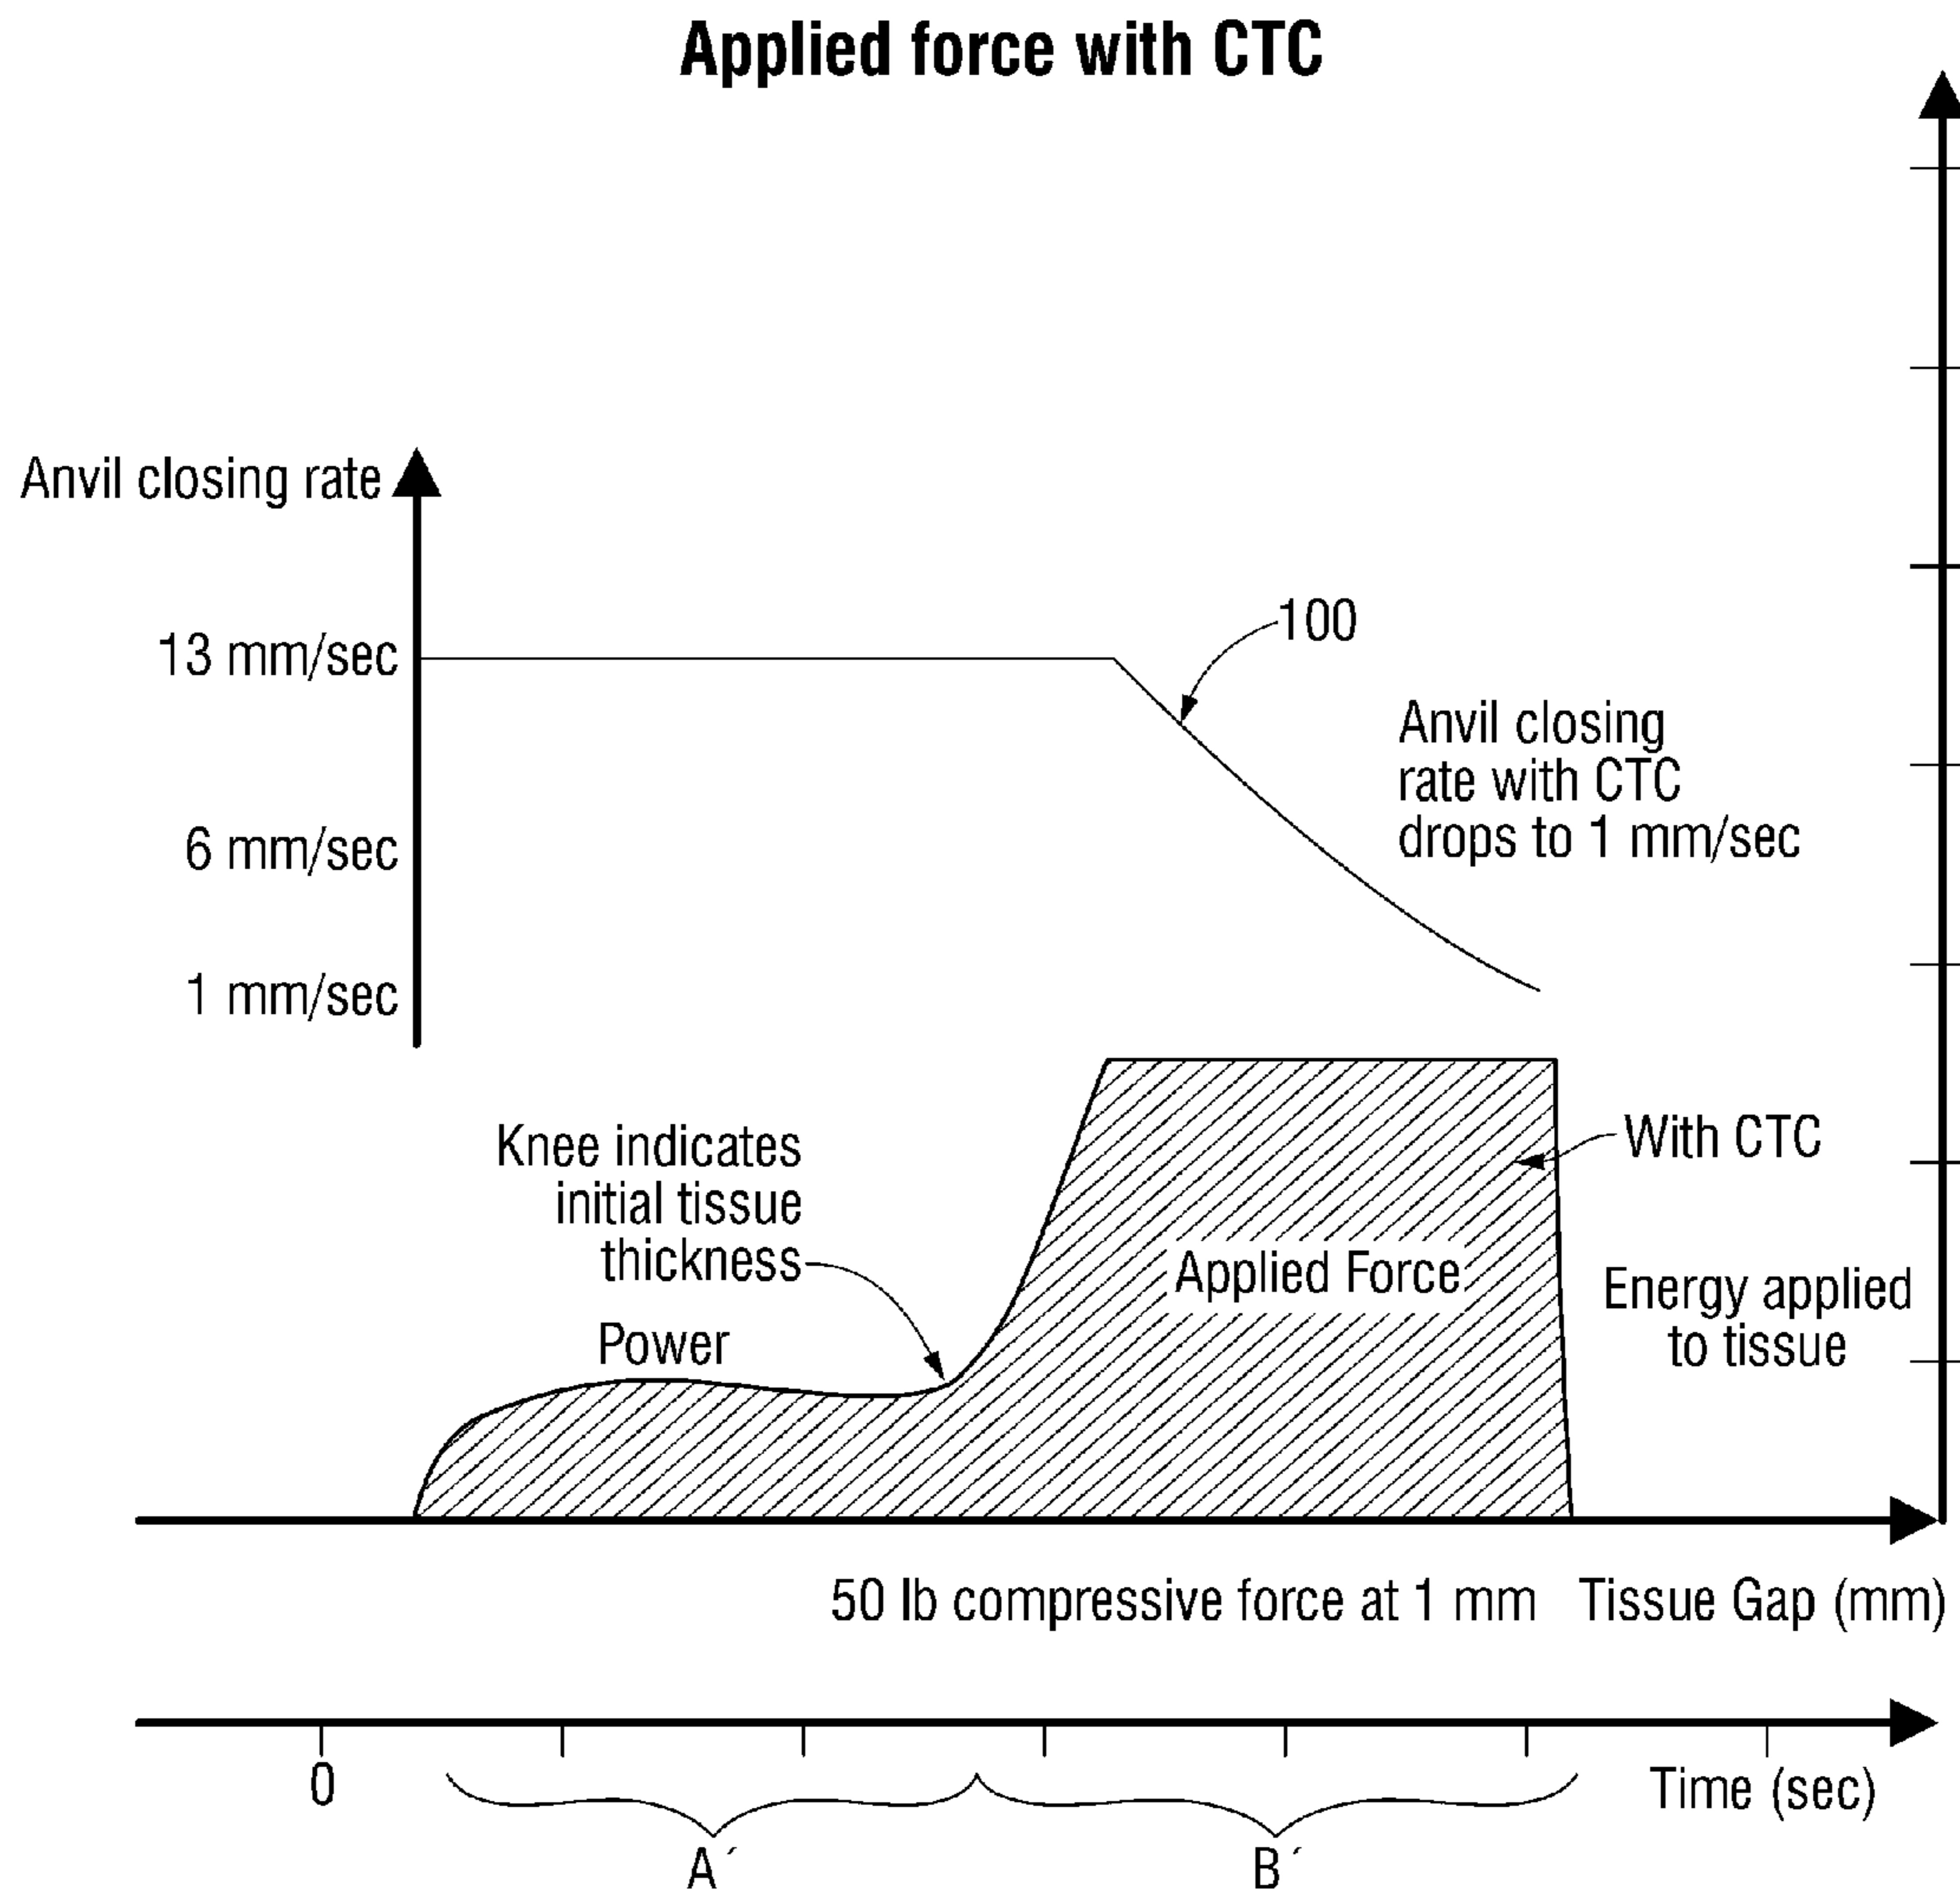 Applied force with CTC
Anvil closing rate
13 mm/sec
6 mm/sec
1 mm/sec
100
Anvil closing
rate with CTC
drops to 1 mm/sec
Knee indicates
initial tissue
thickness
Power
With CTC
Applied Force
Energy applied
to tissue
50 lb compressive force at 1 mm
Tissue Gap (mm)
0
Time (sec)
A´
B´